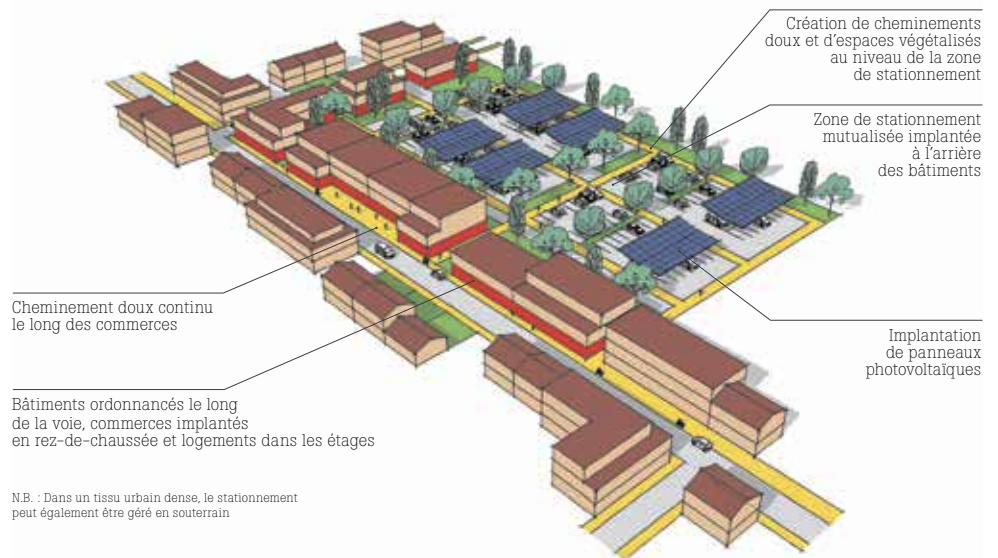 Création de cheminements
doux et d'espaces végétalisés
au niveau de la zone
de stationnement
Zone de stationnement
mutualisée implantée
à l'arrière
des bâtiments
Cheminement doux continu
le long des commerces
Implantation
de panneaux
photovoltaïques
Bâtiments ordonnancés le long
de la voie, commerces implantés
en rez-de-chaussée et logements dans les étages
N.B. : Dans un tissu urbain dense, le stationnement
peut également être géré en souterrain